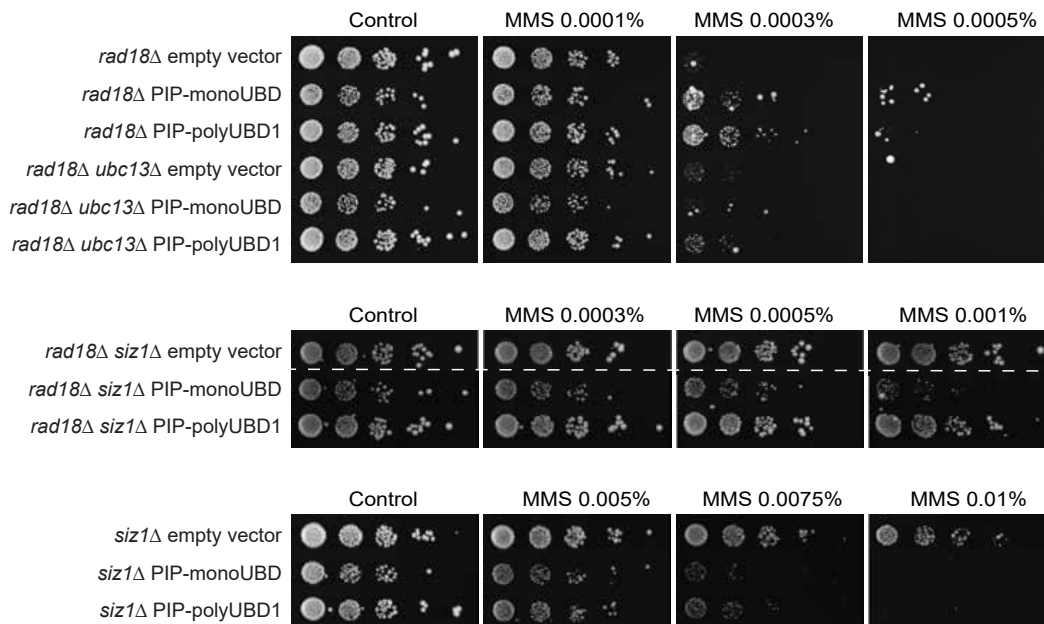 Control MMS 0.0001% MMS 0.0003% MMS 0.0005%
rad18Δ empty vector
rad18Δ PIP-monoUBD
rad18Δ PIP-polyUBD1
rad18Δ ubc13Δ empty vector
rad18Δ ubc13Δ PIP-monoUBD
rad18Δ ubc13Δ PIP-polyUBD1
Control MMS 0.0003% MMS 0.0005% MMS 0.001%
rad18Δ siz1Δ empty vector
rad18Δ siz1Δ PIP-monoUBD
rad18Δ siz1Δ PIP-polyUBD1
Control MMS 0.005% MMS 0.0075% MMS 0.01%
siz1Δ empty vector
siz1Δ PIP-monoUBD
siz1Δ PIP-polyUBD1